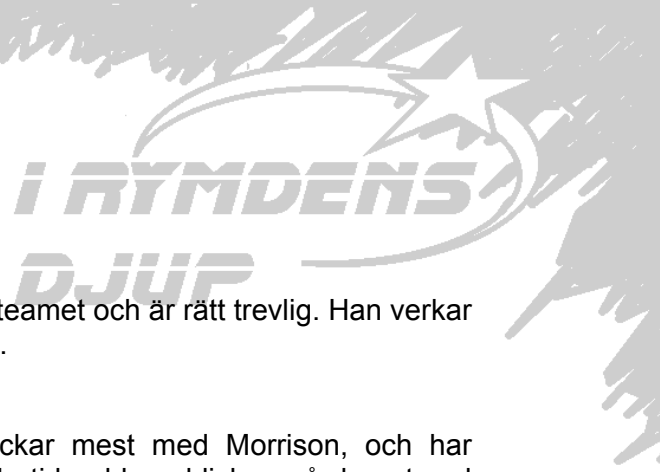 I RYMDENS
DJUP
teamet och är rätt trevlig. Han verkar
.
ckar mest med Morrison, och har